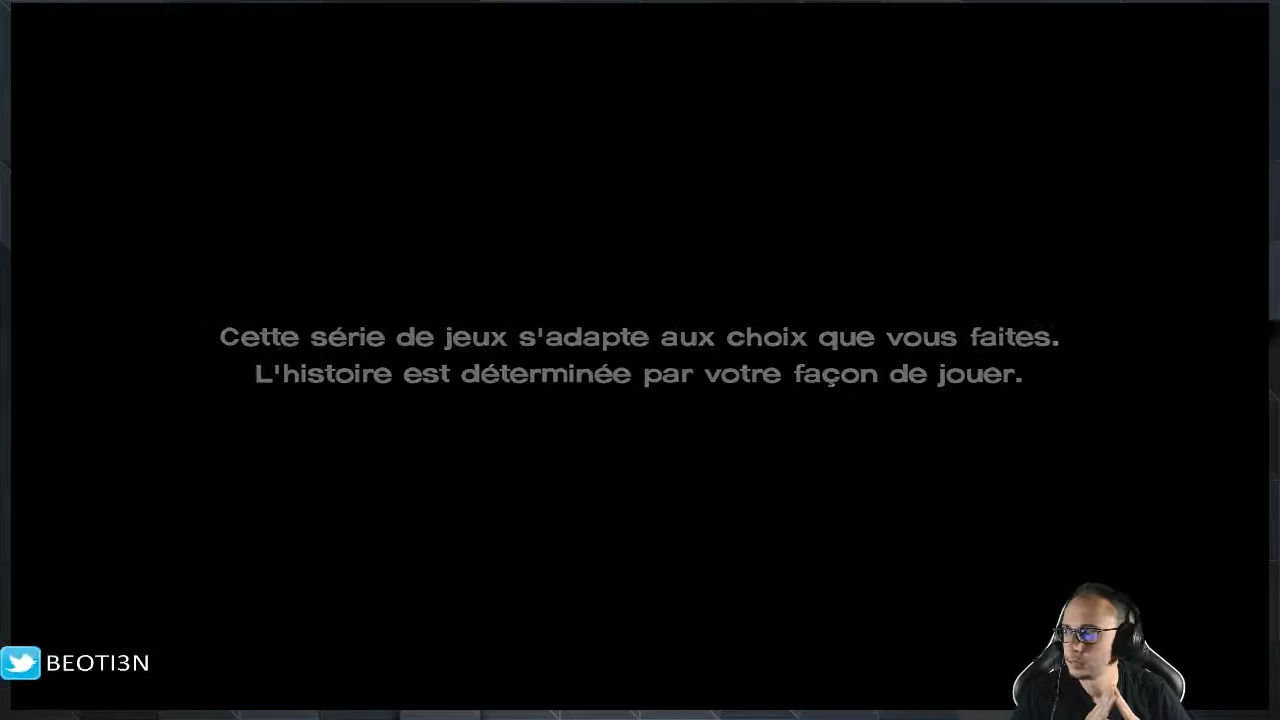 Cette série de jeux s'adapte aux choix que vous faites.
L'histoire est déterminée par votre façon de jouer.
BEOTI3N